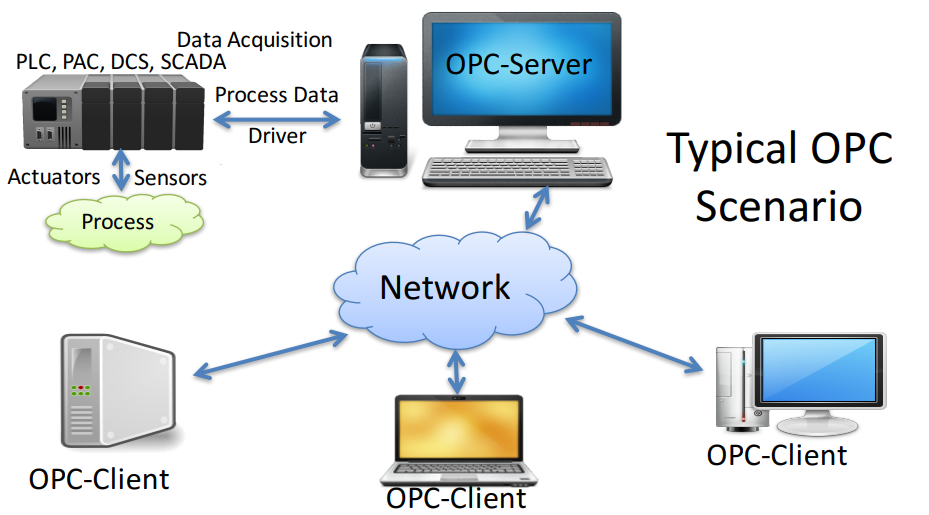 Data Acquisition
PLC, PAC, DCS, SCADA
Process Data
Driver
OPC-Server
Actuators
Sensors
Process
Typical OPC
Scenario
Network
OPC-Client
OPC-Client
OPC-Client